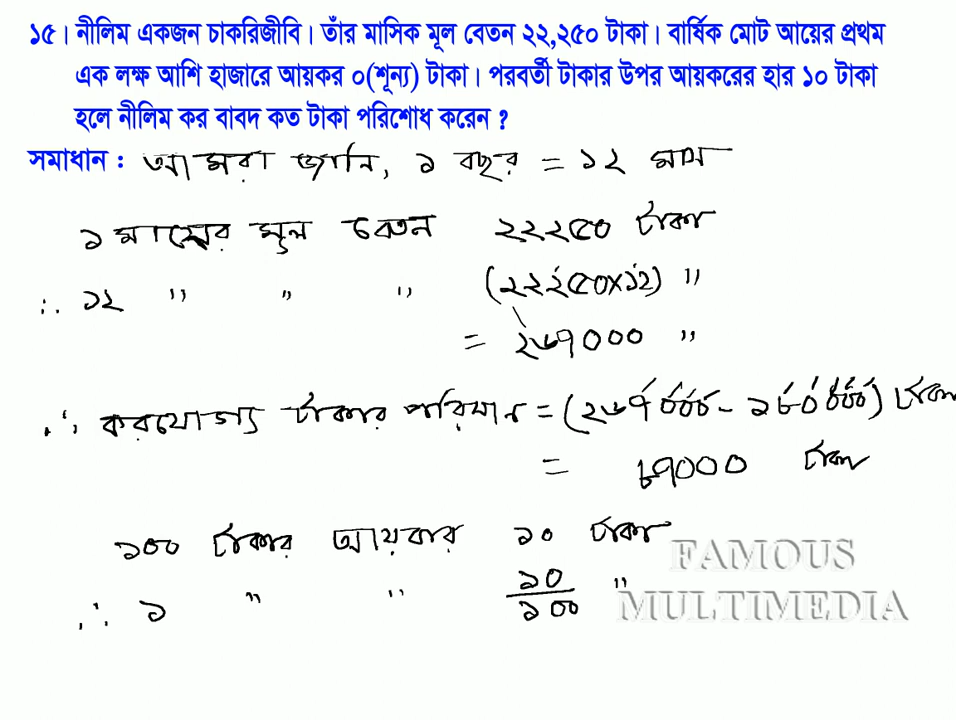 ১৫। নীলিম একজন চাকরিজীবি। তাঁর মাসিক মূল বেতন ২২,২৫০ টাকা। বার্ষিক মোট আয়ের প্রথম
এক লক্ষ আশি হাজারে আয়কর ০(শূন্য) টাকা। পরবর্তী টাকার উপর আয়করের হার ১০ টাকা
হলে নীলিম কর বাবদ কত টাকা পরিশোধ করেন ?
সমাধান : আমরা জানি, ১ বছর = ১২ মাস
১ মাসের মূল বেতন ২২২৫০ টাকা
∴ ১২ " " " (২২২৫০×১২) "
= ২৬৭০০০ "
∴ করযোগ্য টাকার পরিমান = (২৬৭০০০ - ১৮০০০০) টাকা
= ৮৭০০০ টাকা
১০০ টাকার আয়কর ১০ টাকা
∴ ১ " " ১০/১০০ "
FAMOUS
MULTIMEDIA